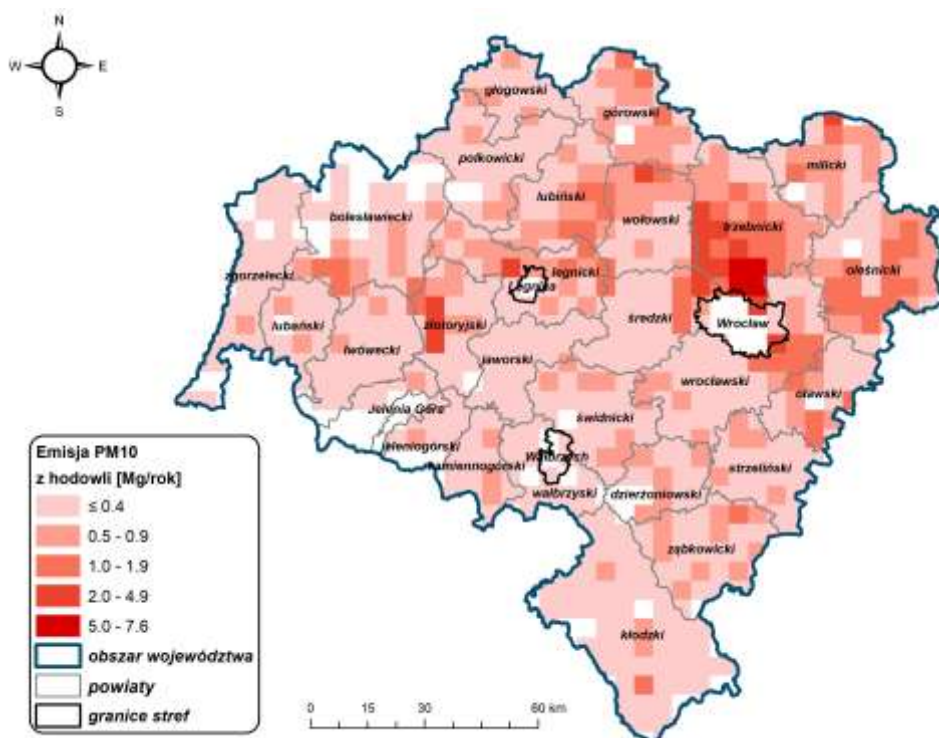 N
W E
S
głogowski
górowski
polkowicki
milicki
lubiński
bolesławiecki
wołowski
trzebnicki
zgorzelecki
legnicki
oleśnicki
Legnica
lubański
złotoryjski
średzki
Wrocław
lwówecki
jaworski
wrocławski
oławski
Jelenia Góra
świdnicki
jeleniogórski
Wałbrzych
kamiennogórski
strzeliński
wałbrzyski
dzierżoniowski
ząbkowicki
kłodzki
Emisja PM10
z hodowli [Mg/rok]
≤ 0.4
0.5 - 0.9
1.0 - 1.9
2.0 - 4.9
5.0 - 7.6
obszar województwa
powiaty
granice stref
0 15 30 60 km